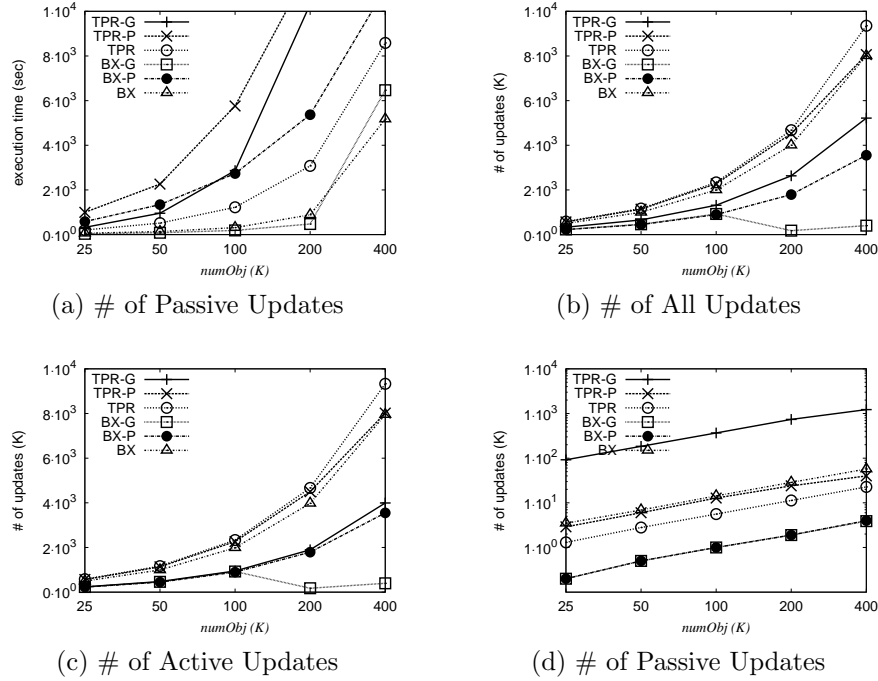 1·10⁴
8·10³
6·10³
4·10³
2·10³
0·10⁰
execution time (sec)
TPR-G
TPR-P
TPR
BX-G
BX-P
BX
25 50 100 200 400
numObj (K)
(a) # of Passive Updates
1·10⁴
8·10³
6·10³
4·10³
2·10³
0·10⁰
# of updates (K)
TPR-G
TPR-P
TPR
BX-G
BX-P
BX
25 50 100 200 400
numObj (K)
(b) # of All Updates
1·10⁴
8·10³
6·10³
4·10³
2·10³
0·10⁰
# of updates (K)
TPR-G
TPR-P
TPR
BX-G
BX-P
BX
25 50 100 200 400
numObj (K)
(c) # of Active Updates
1·10⁴
1·10³
1·10²
1·10¹
1·10⁰
# of updates (K)
TPR-G
TPR-P
TPR
BX-G
BX-P
BX
25 50 100 200 400
numObj (K)
(d) # of Passive Updates